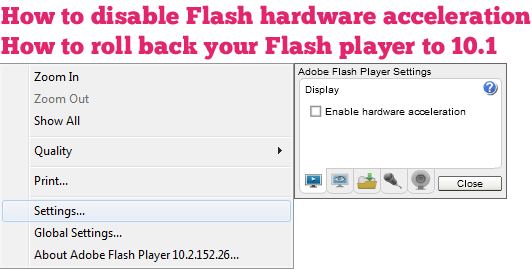 How to disable Flash hardware acceleration
How to roll back your Flash player to 10.1
Zoom In
Zoom Out
Show All
Quality
Print...
Settings...
Global Settings...
About Adobe Flash Player 10.2.152.26...
Adobe Flash Player Settings
Display
?
Enable hardware acceleration
Close